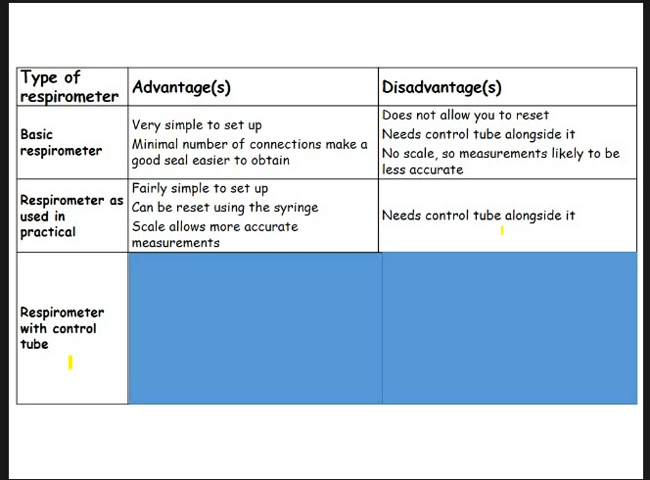 Type of
respirometer
Advantage(s)
Disadvantage(s)
Basic
respirometer
Very simple to set up
Minimal number of connections make a
good seal easier to obtain
Does not allow you to reset
Needs control tube alongside it
No scale, so measurements likely to be
less accurate
Respirometer as
used in
practical
Fairly simple to set up
Can be reset using the syringe
Scale allows more accurate
measurements
Needs control tube alongside it
Respirometer
with control
tube